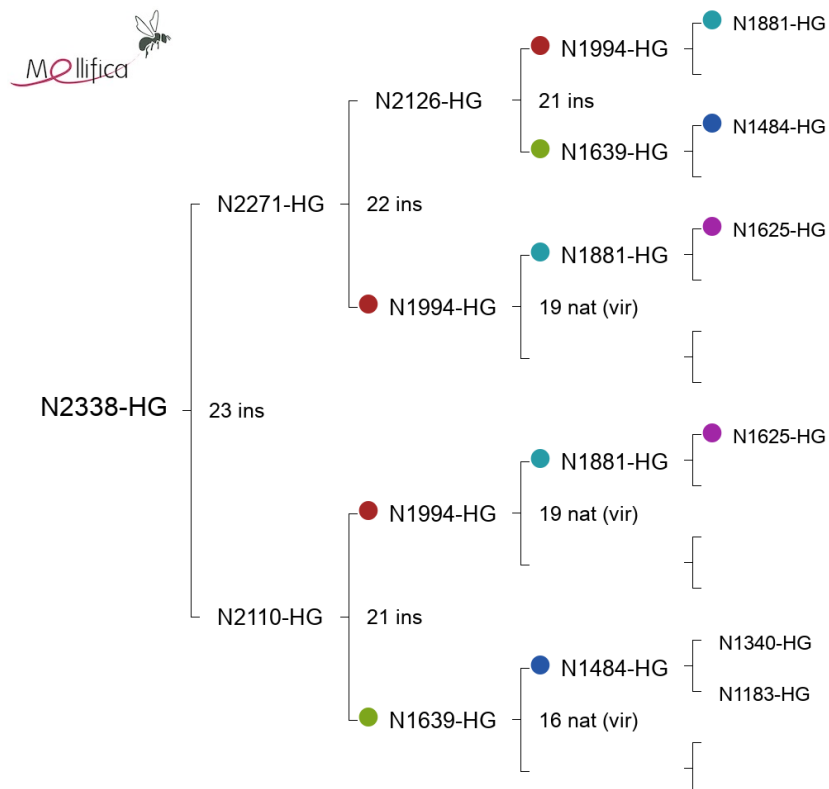 Mellifica
N1881-HG
N1994-HG
N2126-HG
21 ins
N1484-HG
N1639-HG
N2271-HG
22 ins
N1625-HG
N1881-HG
N1994-HG
19 nat (vir)
N2338-HG
23 ins
N1625-HG
N1881-HG
N1994-HG
19 nat (vir)
N2110-HG
21 ins
N1340-HG
N1484-HG
N1183-HG
N1639-HG
16 nat (vir)